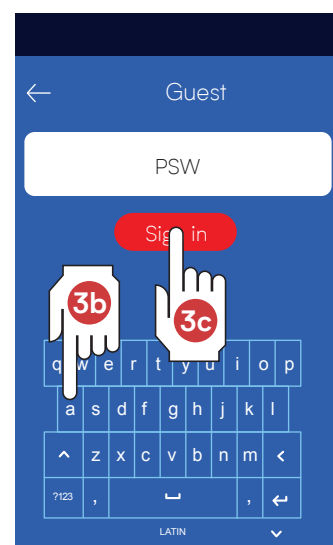 Guest
PSW
Sign in
3b
3c
q w e r t y u i o p
a s d f g h j k l
z x c v b n m
?123 , ,
LATIN